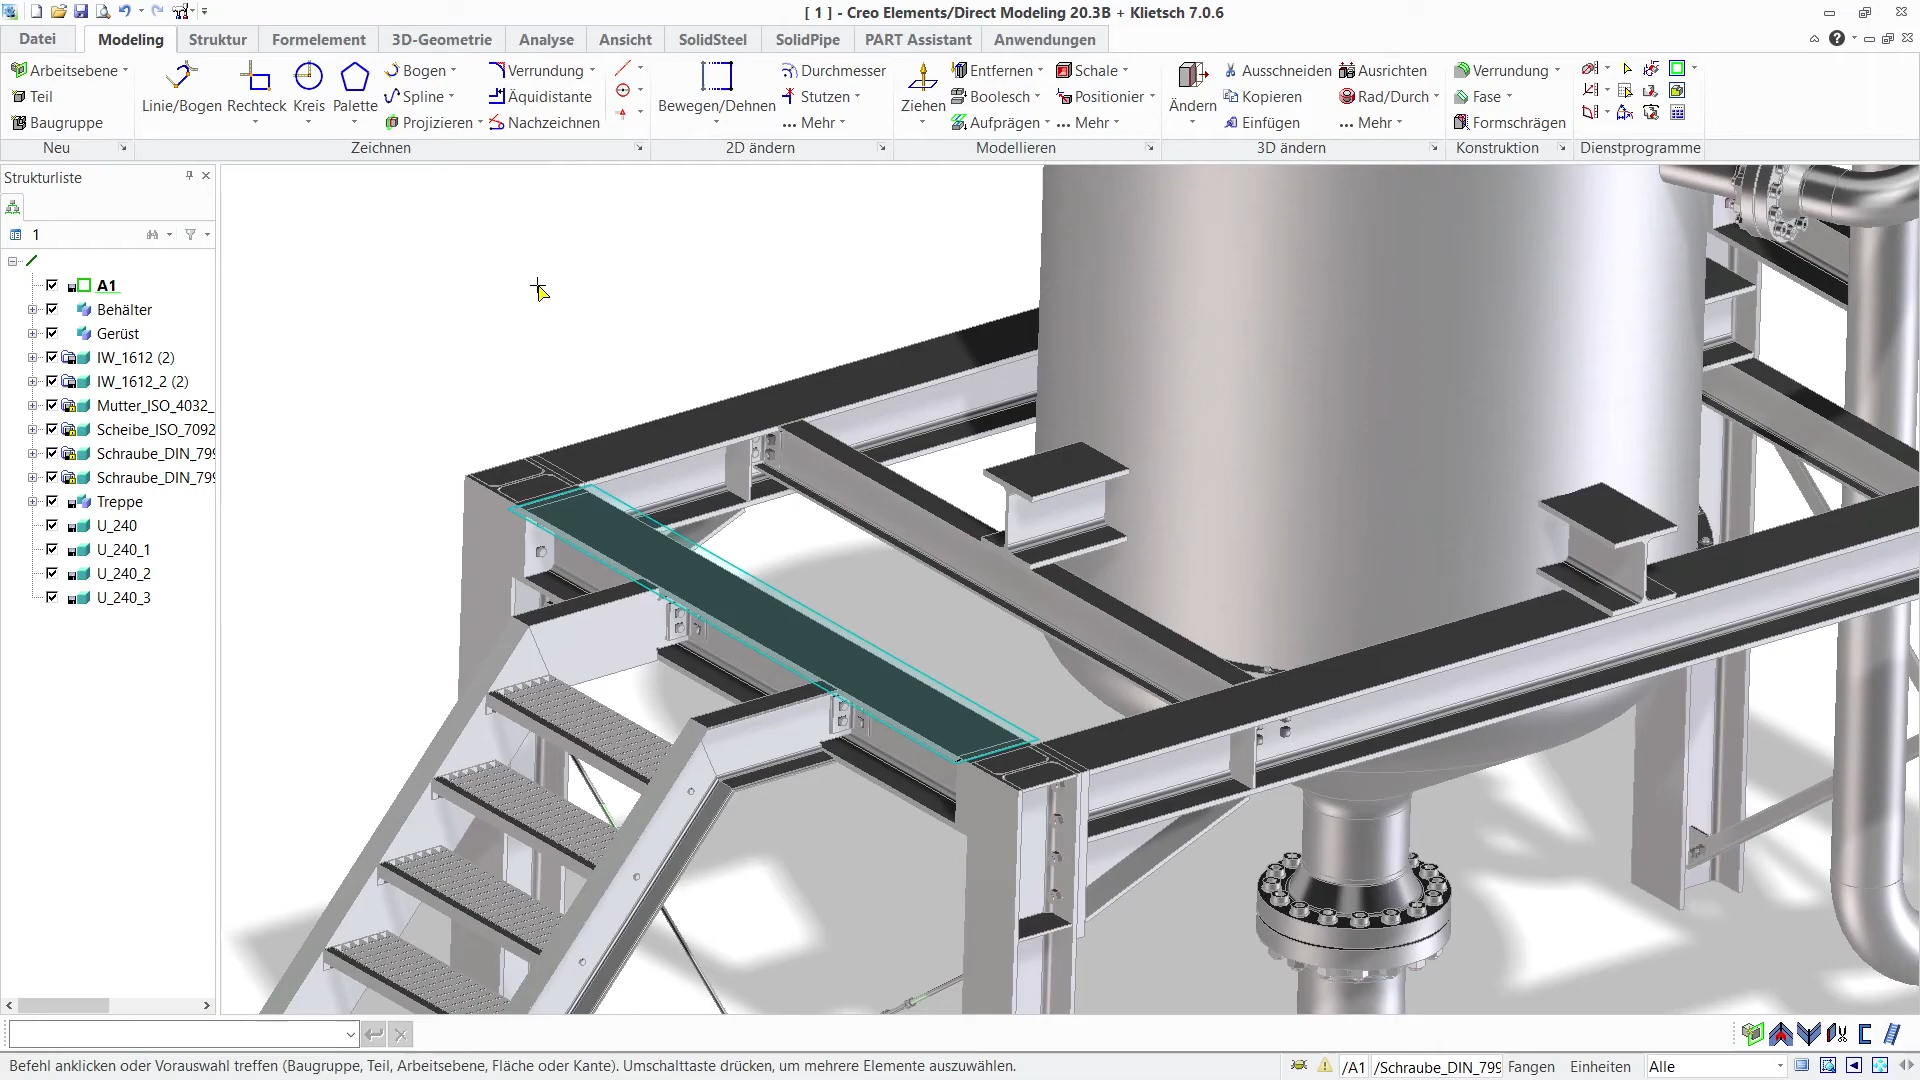 [ 1 ] - Creo Elements/Direct Modeling 20.3B + Klietsch 7.0.6
Datei Modeling Struktur Formelement 3D-Geometrie Analyse Ansicht SolidSteel SolidPipe PART Assistant Anwendungen
Arbeitsebene
Teil
Baugruppe
Neu
Linie/Bogen Rechteck Kreis Palette
Bogen Verrundung
Spline Äquidistante
Projizieren Nachzeichnen
Zeichnen
Bewegen/Dehnen
Durchmesser
Stutzen
Mehr
2D ändern
Ziehen
Entfernen Schale
Boolesch Positionier
Aufprägen Mehr
Modellieren
Ändern
Ausschneiden Ausrichten
Kopieren Rad/Durch
Einfügen Mehr
3D ändern
Verrundung
Fase
Formschrägen
Konstruktion
Dienstprogramme
Strukturliste
1
A1
Behälter
Gerüst
IW_1612 (2)
IW_1612_2 (2)
Mutter_ISO_4032_
Scheibe_ISO_7092
Schraube_DIN_799
Schraube_DIN_799
Treppe
U_240
U_240_1
U_240_2
U_240_3
Befehl anklicken oder Vorauswahl treffen (Baugruppe, Teil, Arbeitsebene, Fläche oder Kante). Umschalttaste drücken, um mehrere Elemente auszuwählen.
/A1 /Schraube_DIN_799 Fangen Einheiten Alle